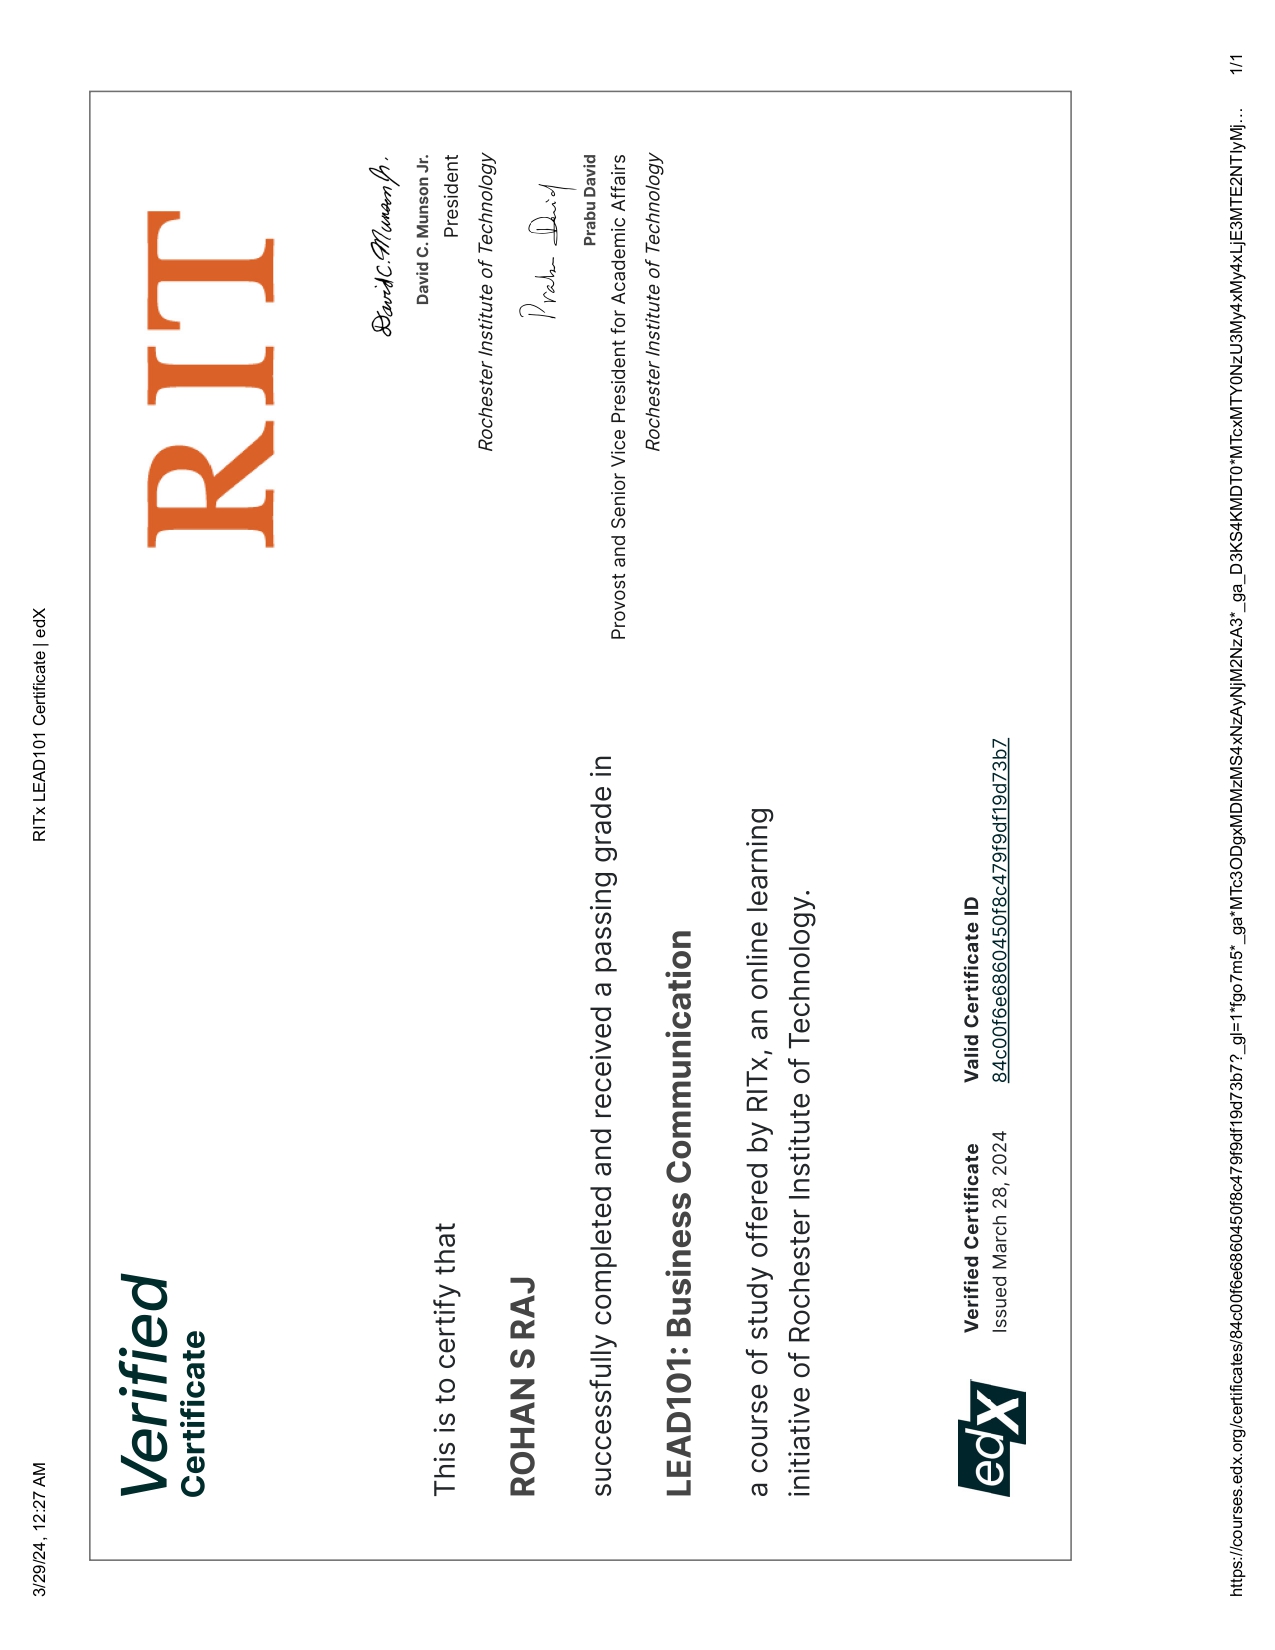 3/29/24, 12:27 AM
RITx LEAD101 Certificate | edX
Verified
Certificate
RIT
This is to certify that
ROHAN S RAJ
successfully completed and received a passing grade in
LEAD101: Business Communication
a course of study offered by RITx, an online learning
initiative of Rochester Institute of Technology.
David C. Munson Jr.
David C. Munson Jr.
President
Rochester Institute of Technology
Prabu David
Prabu David
Provost and Senior Vice President for Academic Affairs
Rochester Institute of Technology
edX
Verified Certificate
Issued March 28, 2024
Valid Certificate ID
84c00f6e6860450f8c479f9df19d73b7
https://courses.edx.org/certificates/84c00f6e6860450f8c479f9df19d73b7?_gl=1*fgo7m5*_ga*MTc3ODgxMDMzMS4xNzAyNjM2NzA3*_ga_D3KS4KMDT0*MTcxMTY0NzU3My4xMy4xLjE3MTE2NTIyMj…
1/1